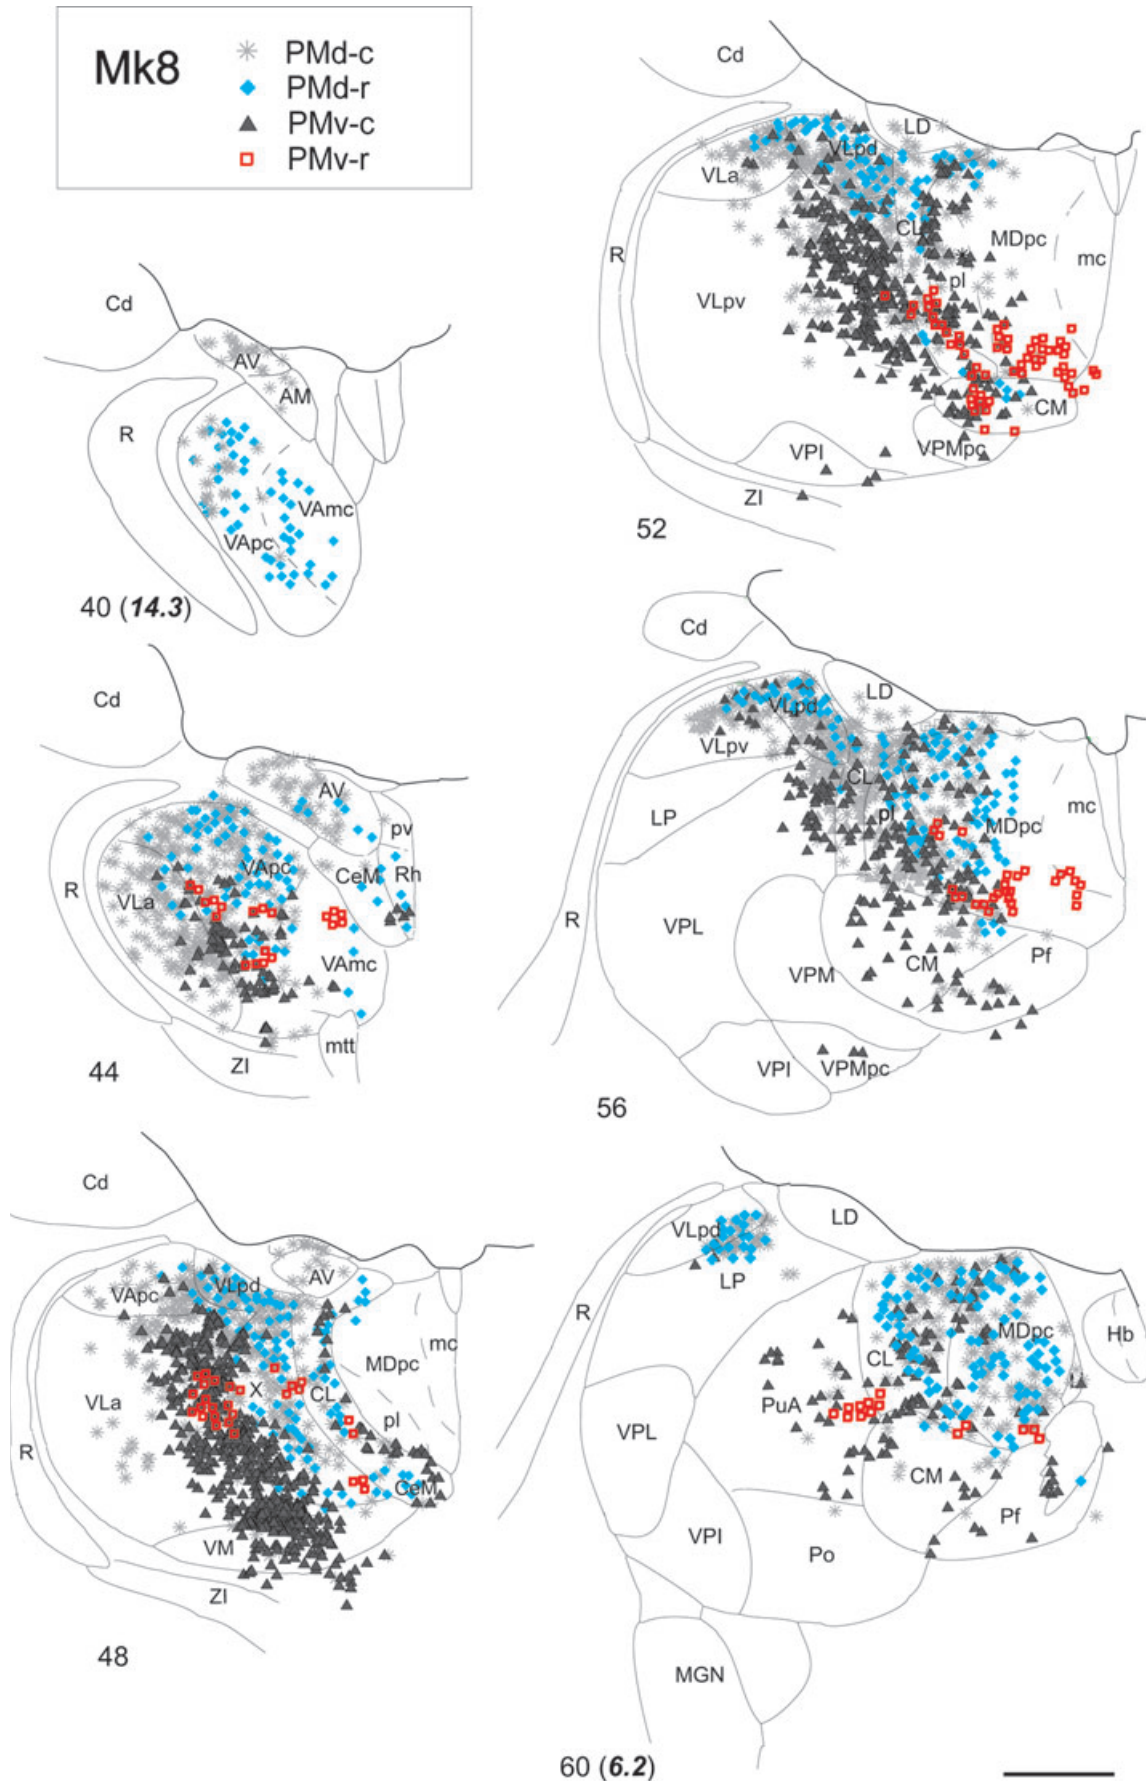 Mk8
PMd-c
PMd-r
PMv-c
PMv-r
Cd
AV
AM
R
VAmc
VApc
40 (14.3)
Cd
AV
pv
VApc
CeM
Rh
R
VLa
VAmc
mtt
ZI
44
Cd
AV
VLpd
VApc
mc
MDpc
X
CL
VLa
pl
R
CeM
VM
ZI
48
Cd
LD
VLpd
VLa
R
CL
MDpc
mc
pl
VLpv
CM
VPI
VPMpc
ZI
52
Cd
LD
VLpd
VLpv
CL
mc
LP
pl
MDpc
R
VPL
VPM
CM
Pf
VPI
VPMpc
56
VLpd
LD
LP
R
Hb
MDpc
CL
Li
PuA
VPL
CM
Pf
VPI
Po
MGN
60 (6.2)